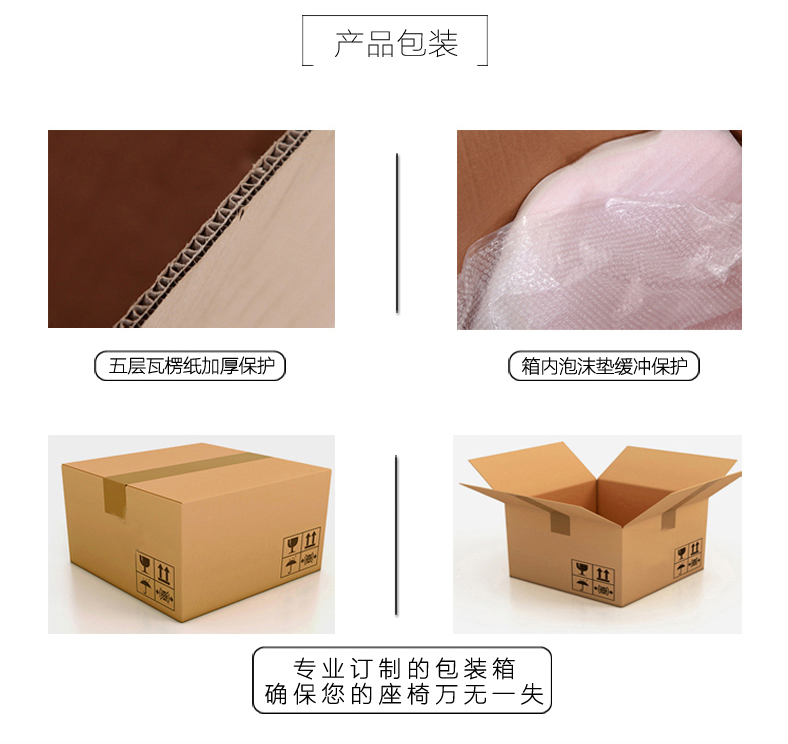 产品包装
五层瓦楞纸加厚保护
箱内泡沫垫缓冲保护
专业订制的包装箱
确保您的座椅万无一失